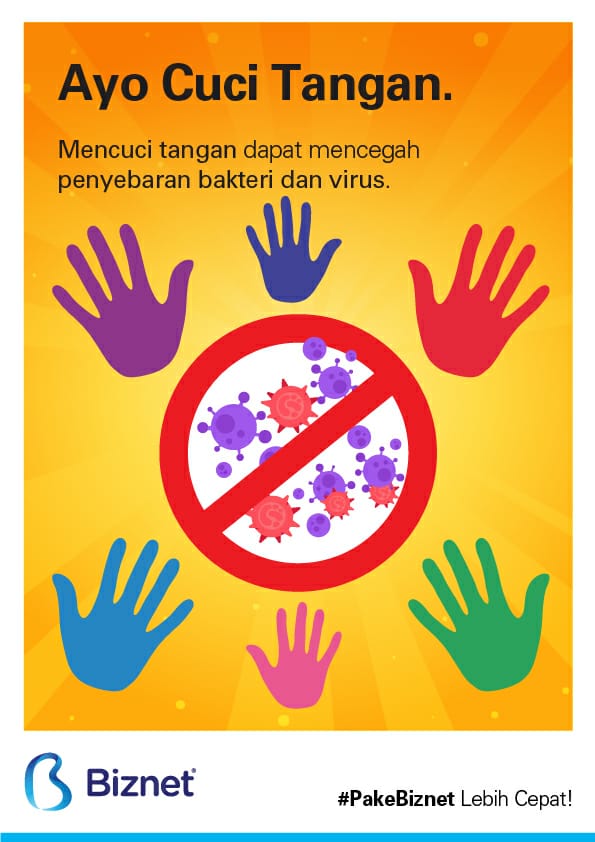 Ayo Cuci Tangan.
Mencuci tangan dapat mencegah
penyebaran bakteri dan virus.
Biznet
#PakeBiznet Lebih Cepat!